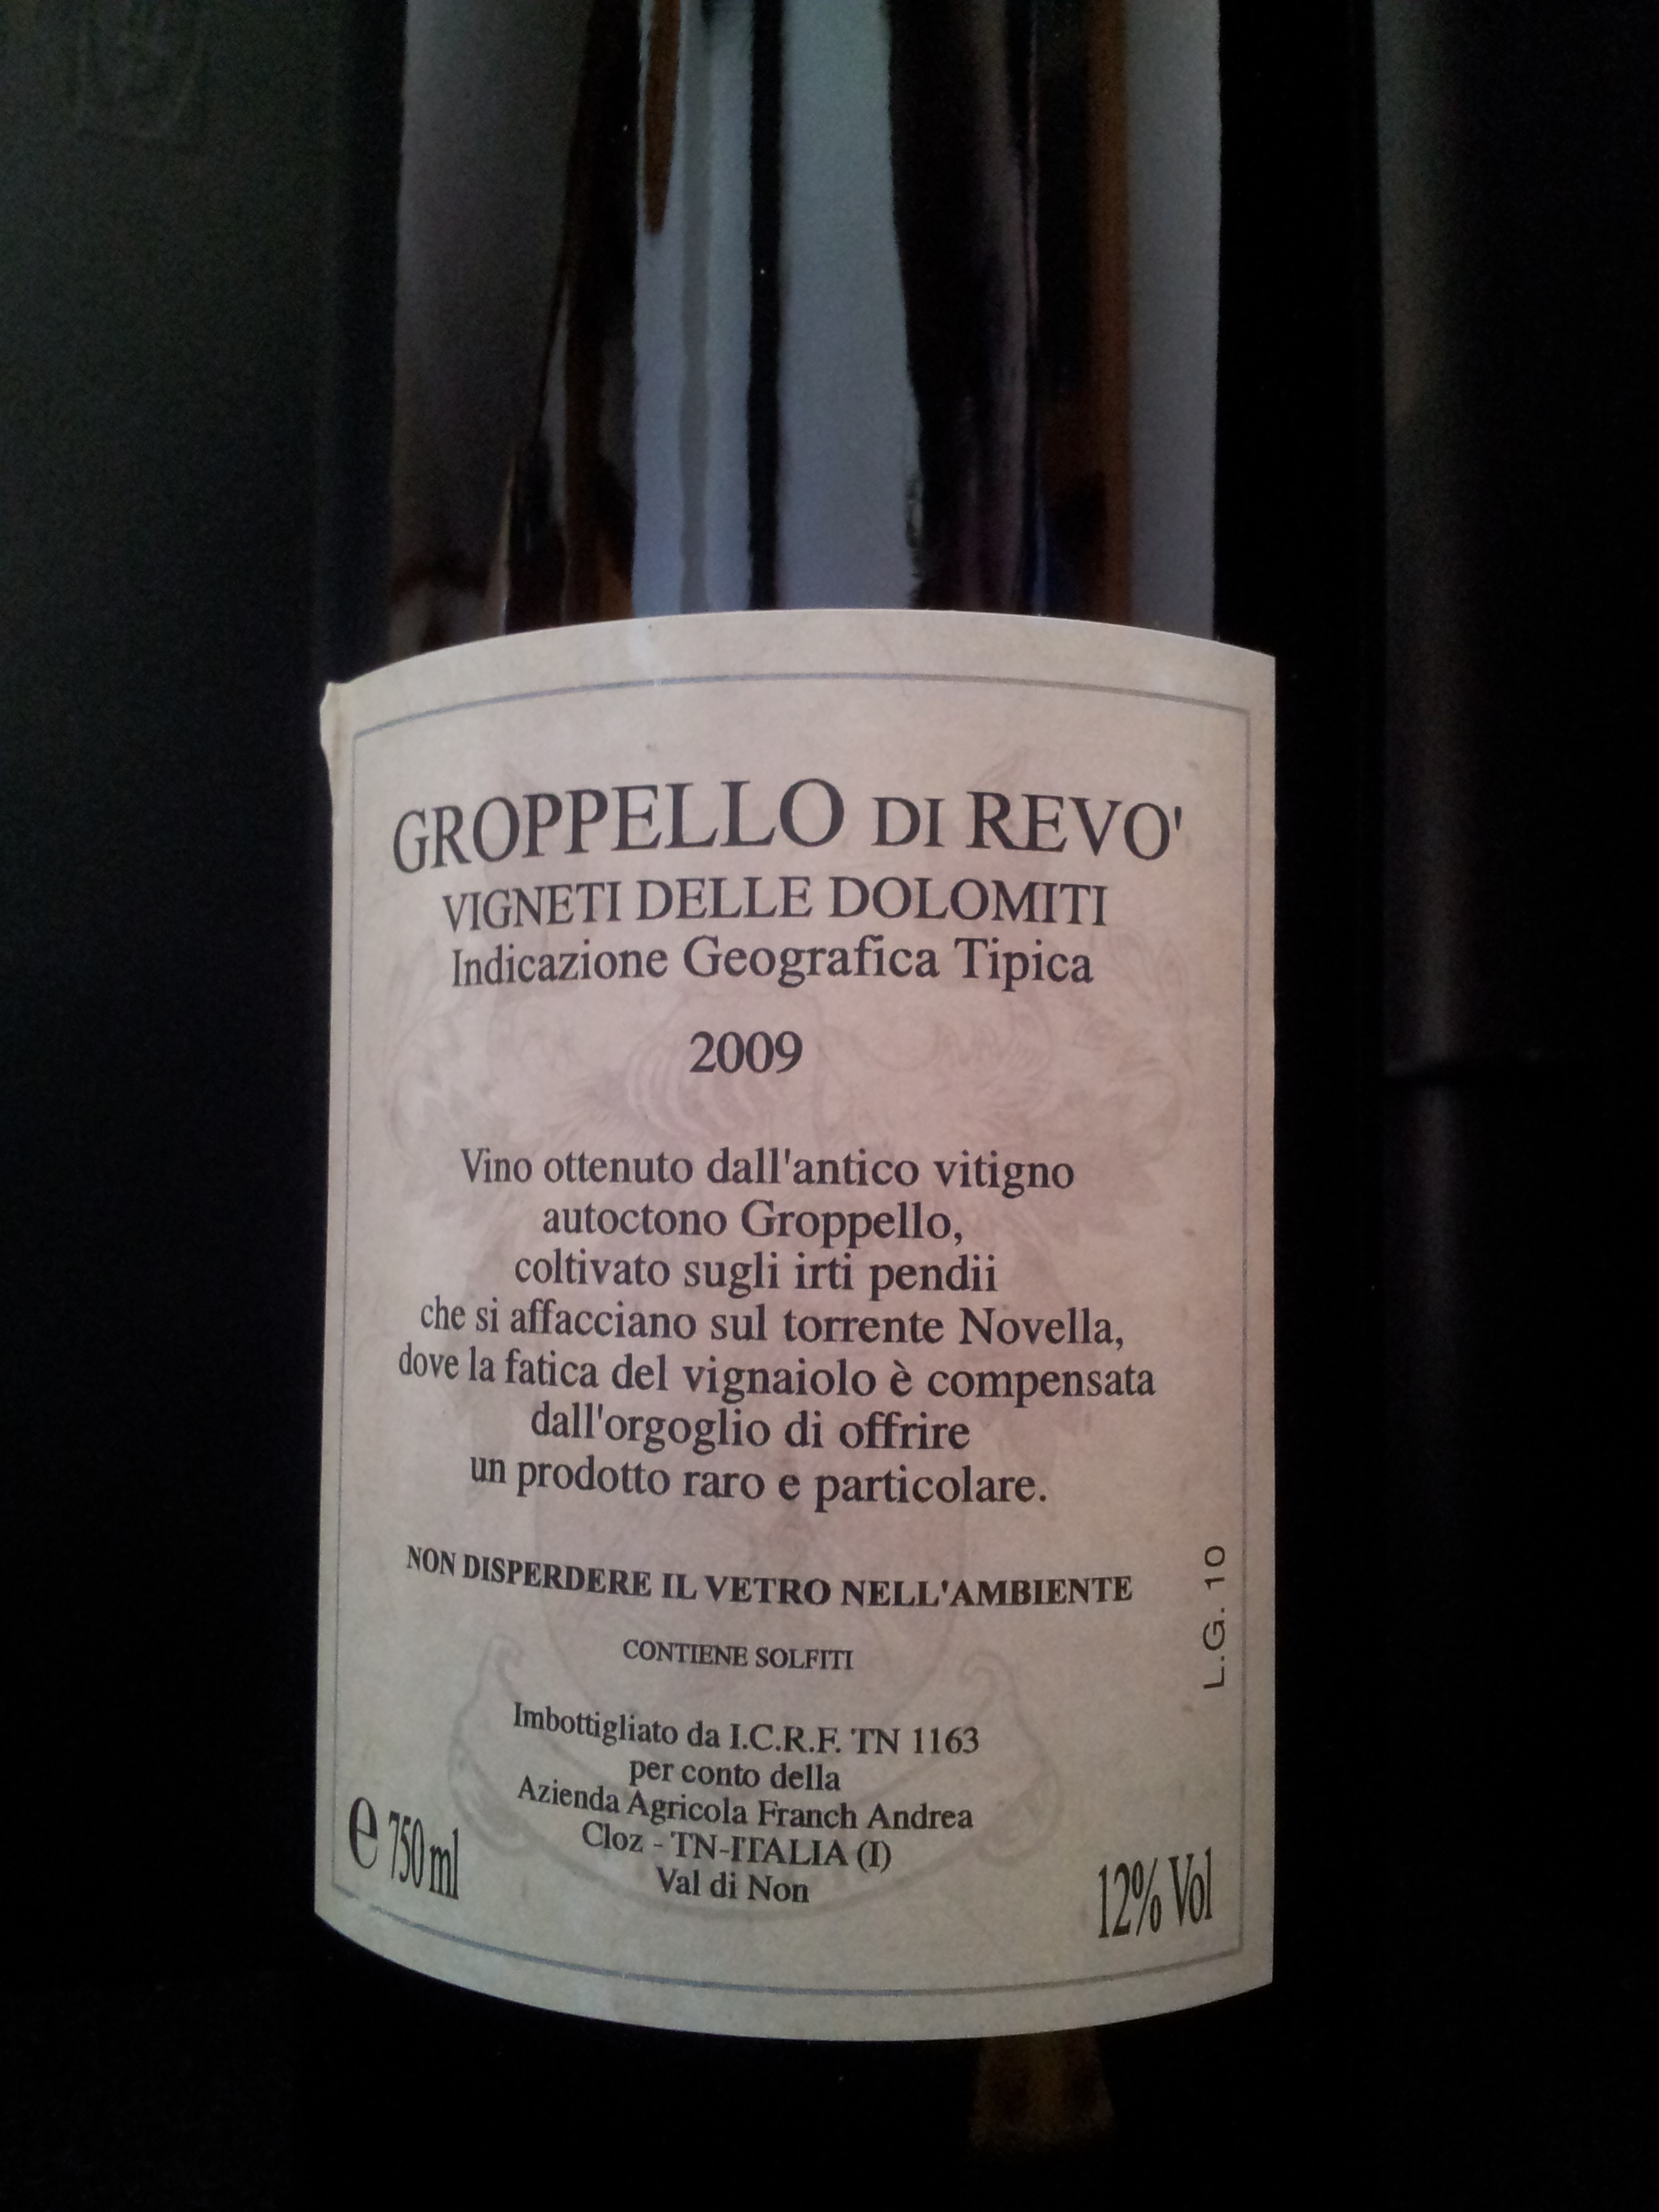 GROPPELLO DI REVO'
VIGNETI DELLE DOLOMITI
Indicazione Geografica Tipica
2009
Vino ottenuto dall'antico vitigno
autoctono Groppello,
coltivato sugli irti pendii
che si affacciano sul torrente Novella,
dove la fatica del vignaiolo è compensata
dall'orgoglio di offrire
un prodotto raro e particolare.
NON DISPERDERE IL VETRO NELL'AMBIENTE
L.G. 10
CONTIENE SOLFITI
Imbottigliato da I.C.R.F. TN 1163
per conto della
Azienda Agricola Franch Andrea
Cloz - TN-ITALIA (I)
Val di Non
e 750 ml
12% Vol